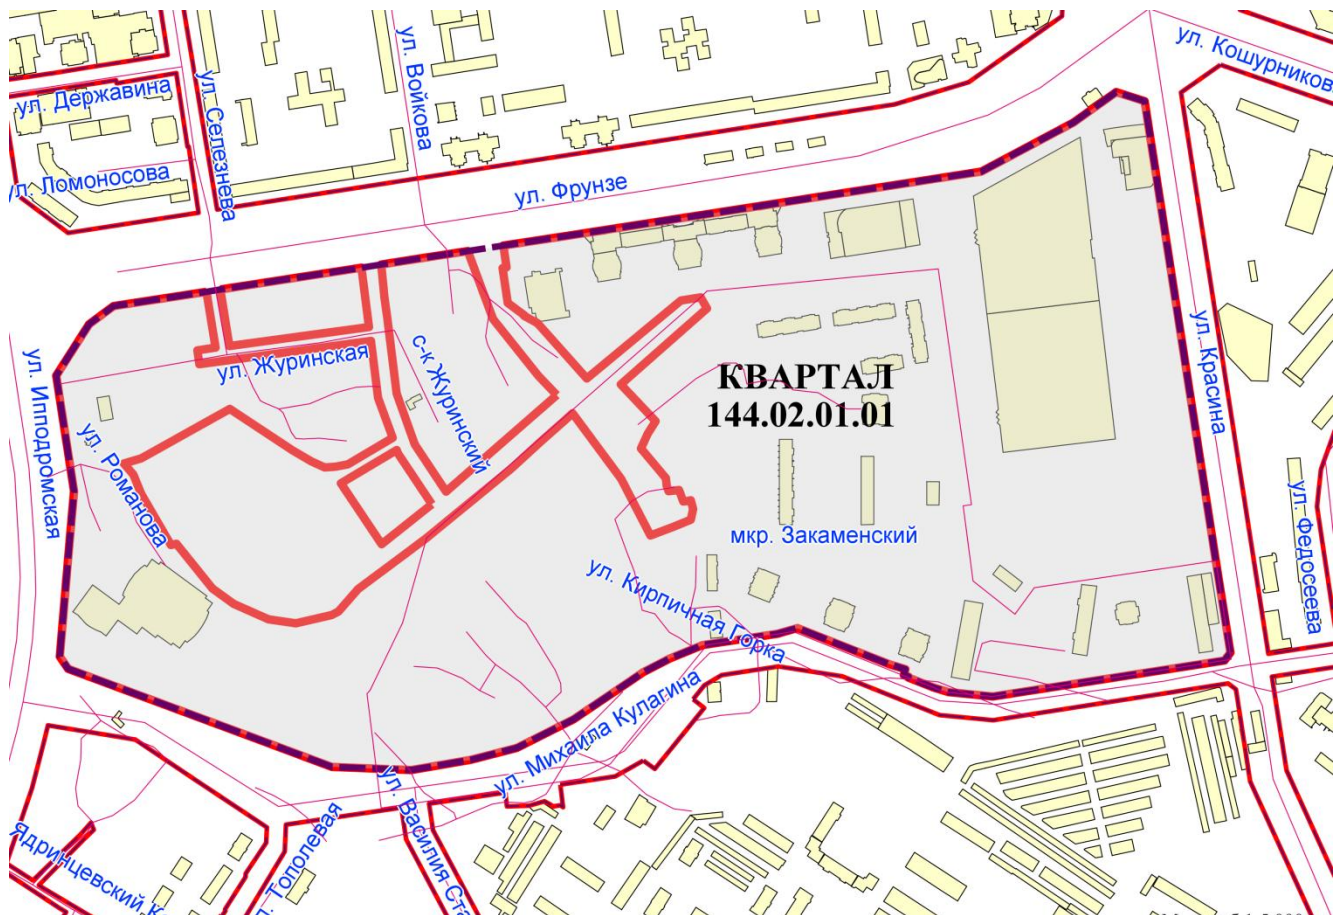 ул. Войкова
ул. Кошурников
ул. Державина
ул. Селезнева
ул. Ломоносова
ул. Фрунзе
ул. Журинская
с-к Журинский
КВАРТАЛ
144.02.01.01
ул. Красина
ул. Ипподромская
ул. Романова
мкр. Закаменский
ул. Федосеева
ул. Кирпичная Горка
ул. Михаила Кулагина
ул. Василия Ста
л. Тополевая
Ядринцевский